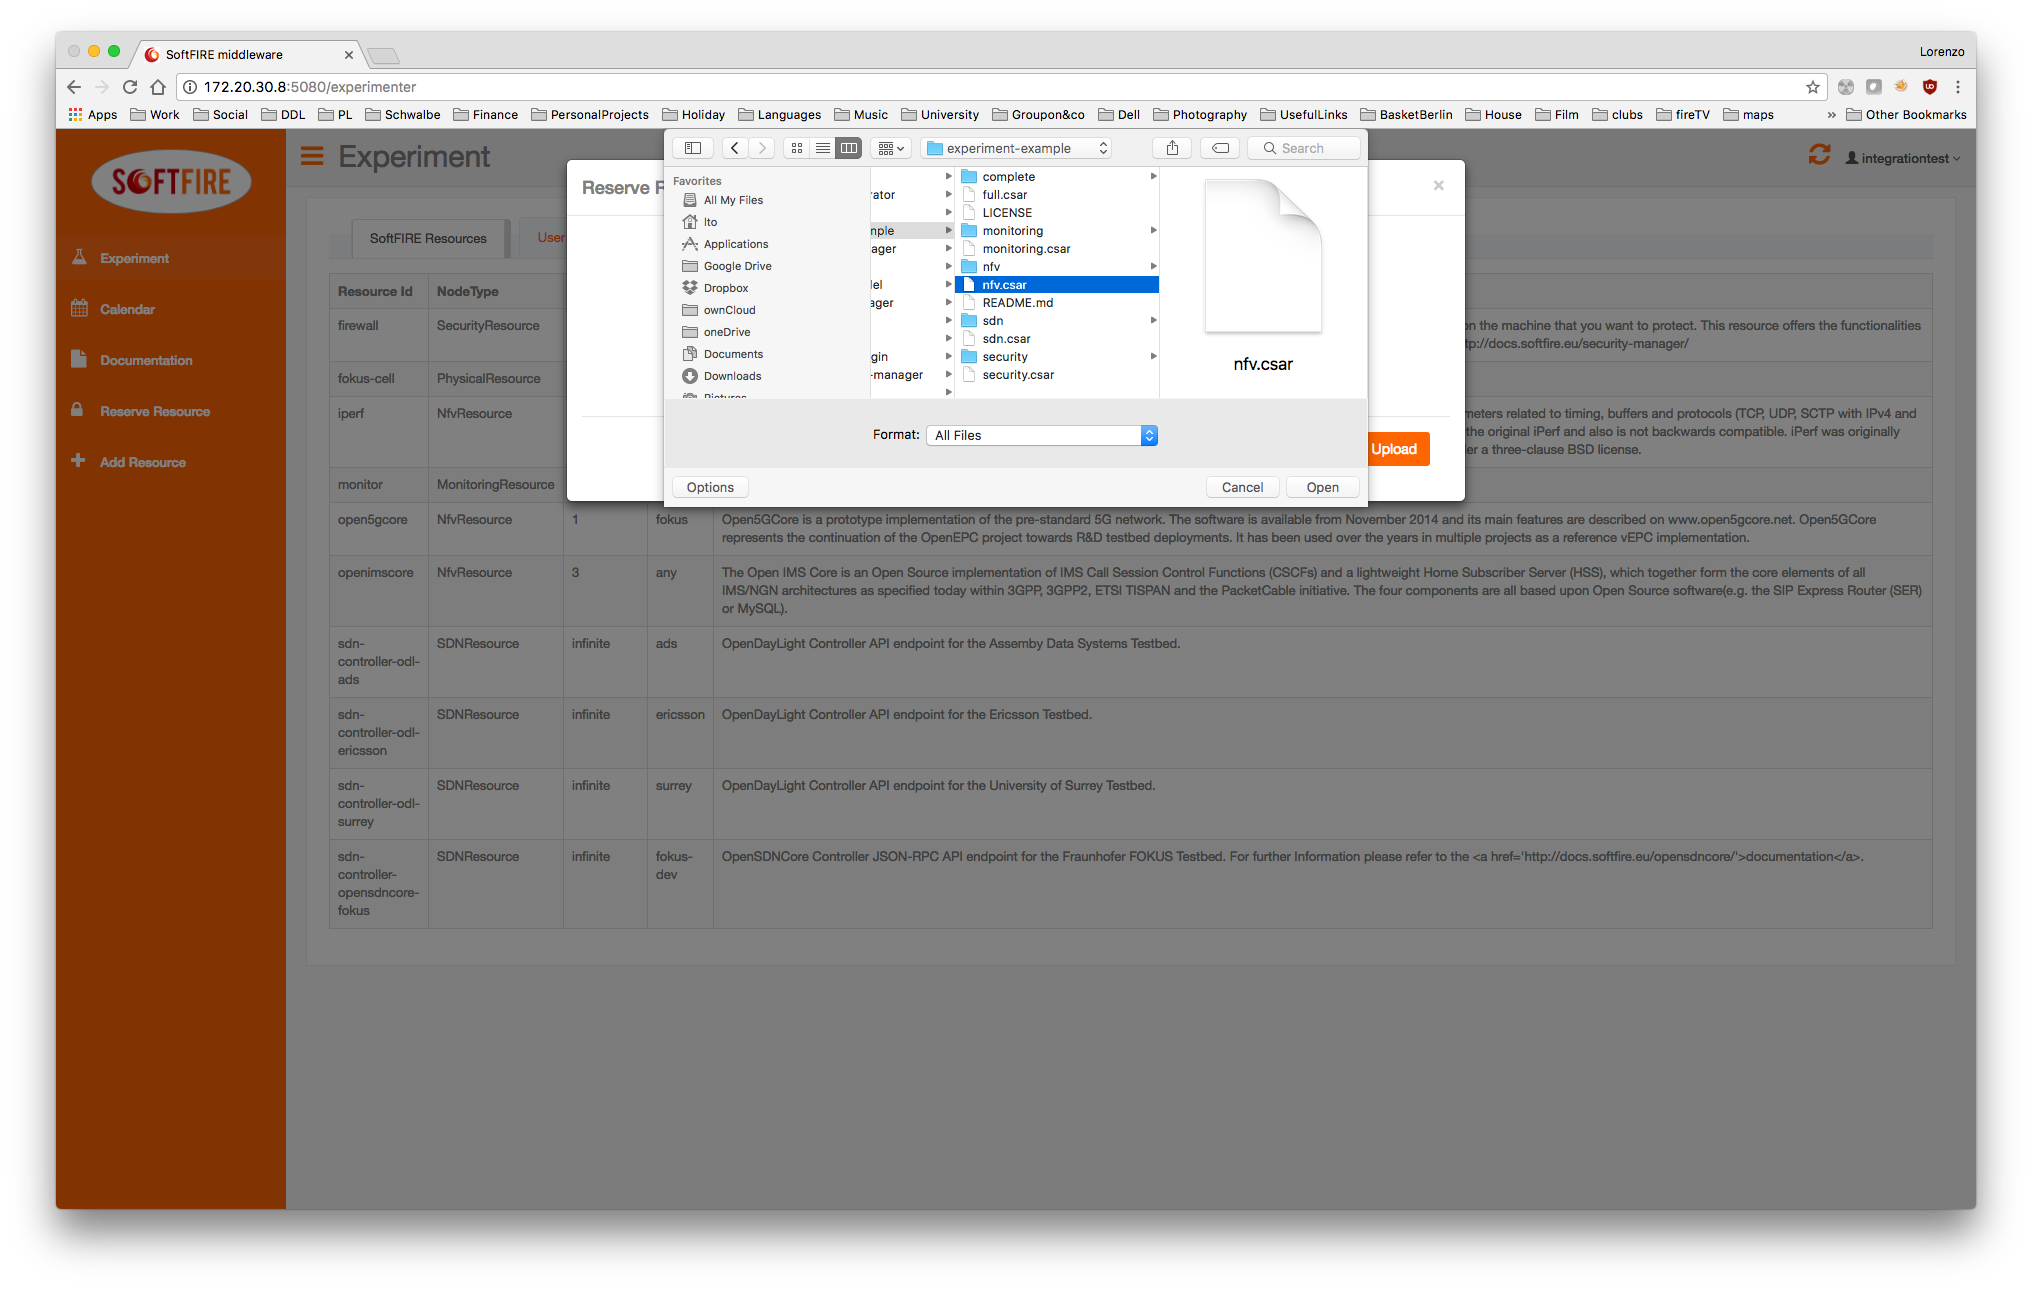 SoftFIRE middleware
Lorenzo
172.20.30.8:5080/experimenter
Apps Work Social DDL PL Schwalbe Finance PersonalProjects Holiday Languages Music University Groupon&co Dell Photography UsefulLinks BasketBerlin House Film clubs fireTV maps » Other Bookmarks
SOFTFIRE
Experiment
Calendar
Documentation
Reserve Resource
Add Resource
Experiment
integrationtest
SoftFIRE Resources
User
Reserve R
×
experiment-example
Search
Favorites
All My Files
lto
Applications
Google Drive
Dropbox
ownCloud
oneDrive
Documents
Downloads
Pictures
rator
mple
ager
del
ager
gin
-manager
complete
full.csar
LICENSE
monitoring
monitoring.csar
nfv
nfv.csar
README.md
sdn
sdn.csar
security
security.csar
nfv.csar
Format: All Files
Options
Cancel
Open
Upload
Resource Id NodeType
firewall SecurityResource
on the machine that you want to protect. This resource offers the functionalities
tp://docs.softfire.eu/security-manager/
fokus-cell PhysicalResource
iperf NfvResource
meters related to timing, buffers and protocols (TCP, UDP, SCTP with IPv4 and
the original iPerf and also is not backwards compatible. iPerf was originally
er a three-clause BSD license.
monitor MonitoringResource
open5gcore NfvResource 1 fokus Open5GCore is a prototype implementation of the pre-standard 5G network. The software is available from November 2014 and its main features are described on www.open5gcore.net. Open5GCore
represents the continuation of the OpenEPC project towards R&D testbed deployments. It has been used over the years in multiple projects as a reference vEPC implementation.
openimscore NfvResource 3 any The Open IMS Core is an Open Source implementation of IMS Call Session Control Functions (CSCFs) and a lightweight Home Subscriber Server (HSS), which together form the core elements of all
IMS/NGN architectures as specified today within 3GPP, 3GPP2, ETSI TISPAN and the PacketCable initiative. The four components are all based upon Open Source software(e.g. the SIP Express Router (SER)
or MySQL).
sdn- SDNResource infinite ads OpenDayLight Controller API endpoint for the Assemby Data Systems Testbed.
controller-odl-
ads
sdn- SDNResource infinite ericsson OpenDayLight Controller API endpoint for the Ericsson Testbed.
controller-odl-
ericsson
sdn- SDNResource infinite surrey OpenDayLight Controller API endpoint for the University of Surrey Testbed.
controller-odl-
surrey
sdn- SDNResource infinite fokus- OpenSDNCore Controller JSON-RPC API endpoint for the Fraunhofer FOKUS Testbed. For further Information please refer to the <a href='http://docs.softfire.eu/opensdncore/'>documentation</a>.
controller- dev
opensdncore-
fokus